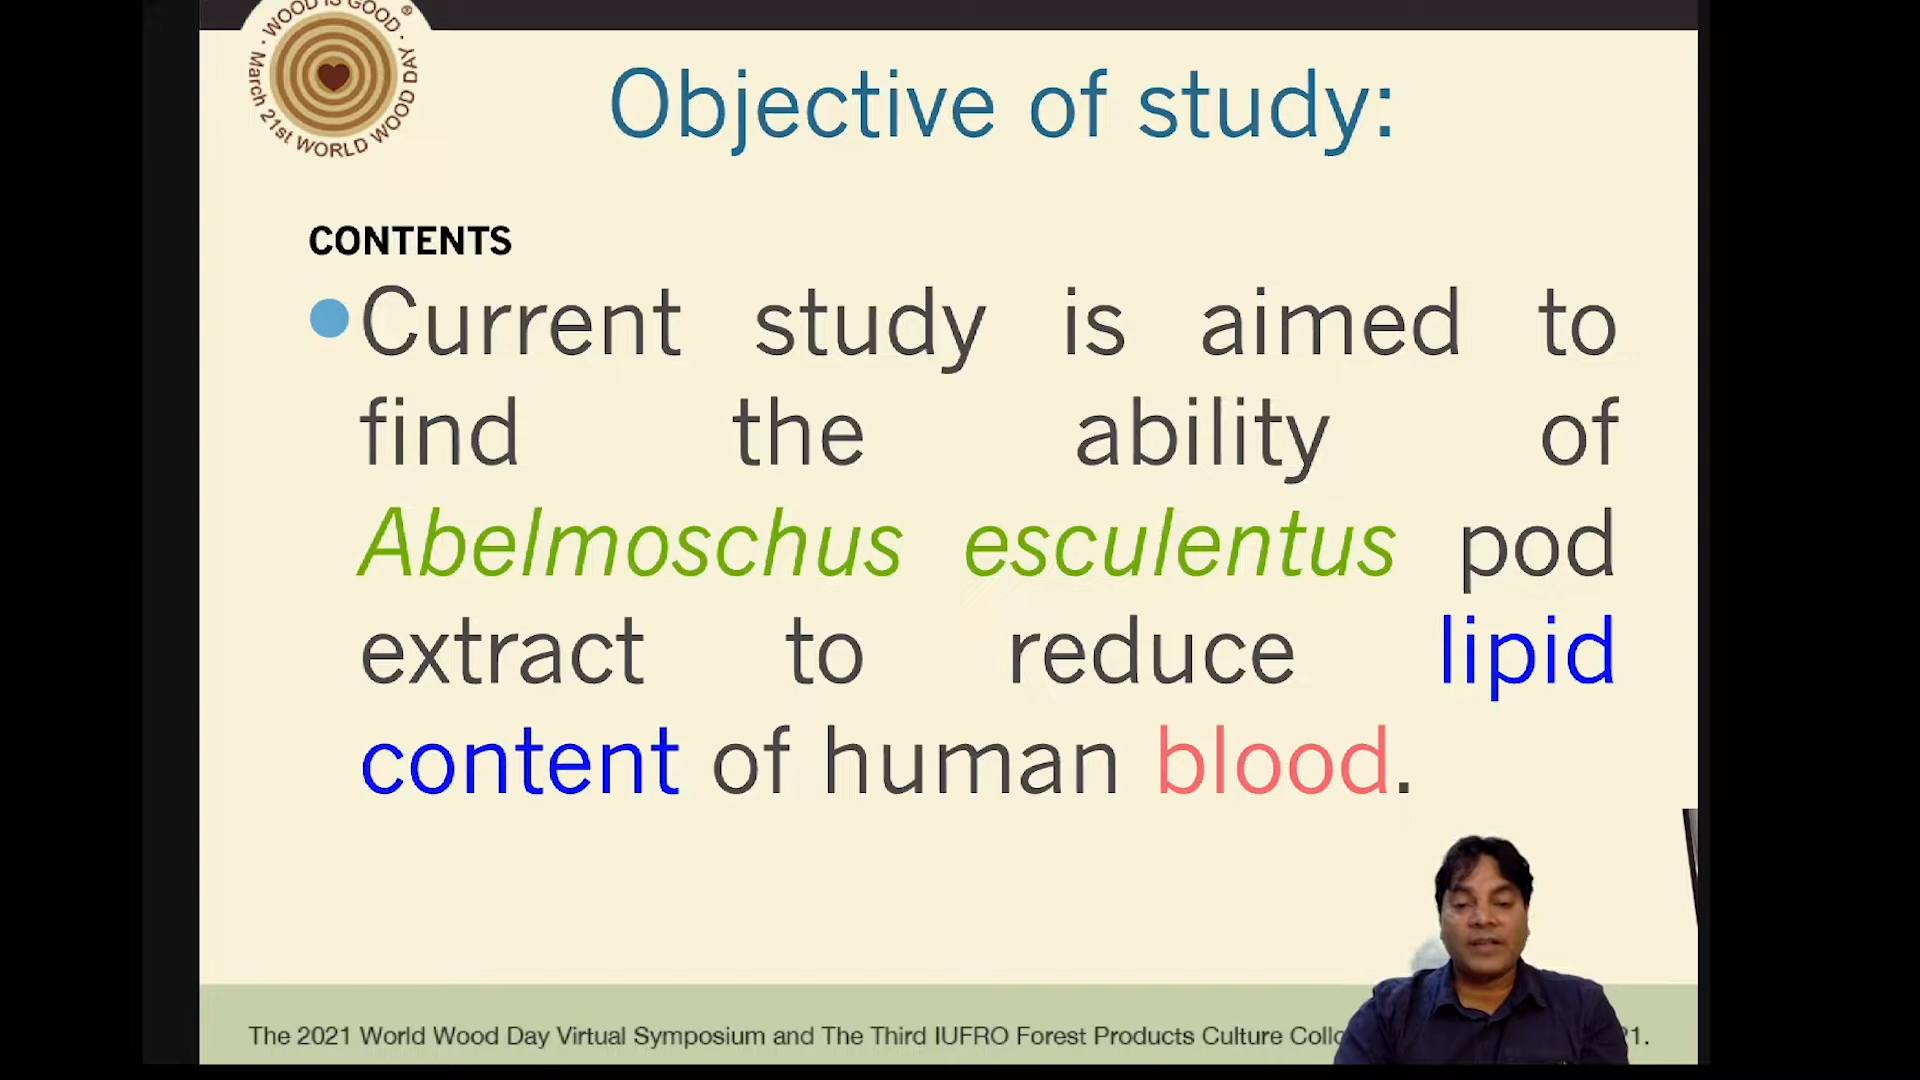 WOOD IS GOOD ®
March 21st WORLD WOOD DAY
Objective of study:
CONTENTS
Current study is aimed to
find the ability of
Abelmoschus esculentus pod
extract to reduce lipid
content of human blood.
The 2021 World Wood Day Virtual Symposium and The Third IUFRO Forest Products Culture